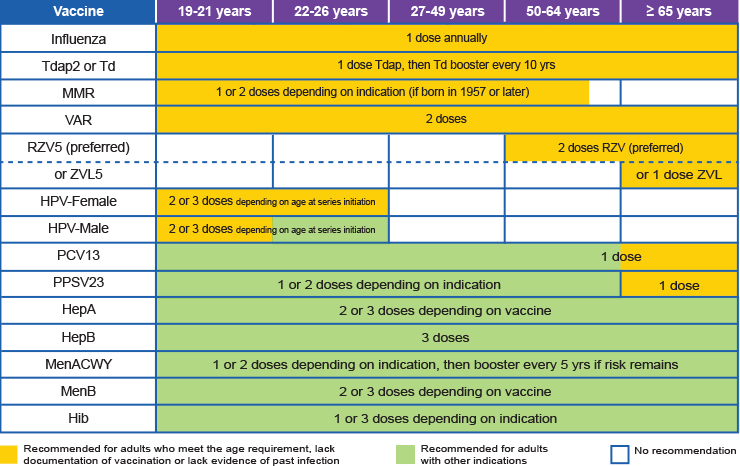 Vaccine 19-21 years 22-26 years 27-49 years 50-64 years ≥ 65 years
Influenza 1 dose annually
Tdap2 or Td 1 dose Tdap, then Td booster every 10 yrs
MMR 1 or 2 doses depending on indication (if born in 1957 or later)
VAR 2 doses
RZV5 (preferred) 2 doses RZV (preferred)
or ZVL5 or 1 dose ZVL
HPV-Female 2 or 3 doses depending on age at series initiation
HPV-Male 2 or 3 doses depending on age at series initiation
PCV13 1 dose
PPSV23 1 or 2 doses depending on indication 1 dose
HepA 2 or 3 doses depending on vaccine
HepB 3 doses
MenACWY 1 or 2 doses depending on indication, then booster every 5 yrs if risk remains
MenB 2 or 3 doses depending on vaccine
Hib 1 or 3 doses depending on indication
Recommended for adults who meet the age requirement, lack
documentation of vaccination or lack evidence of past infection
Recommended for adults
with other indications
No recommendation